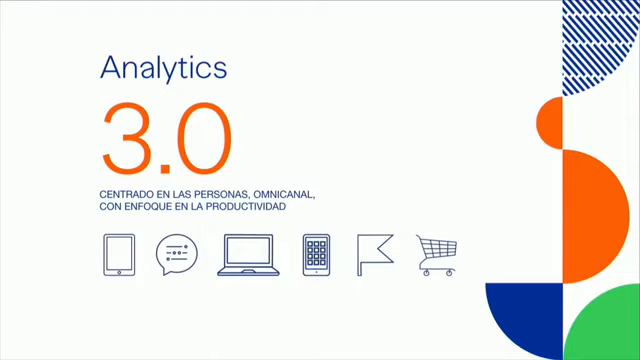 Analytics
3.0
CENTRADO EN LAS PERSONAS, OMNICANAL,
CON ENFOQUE EN LA PRODUCTIVIDAD